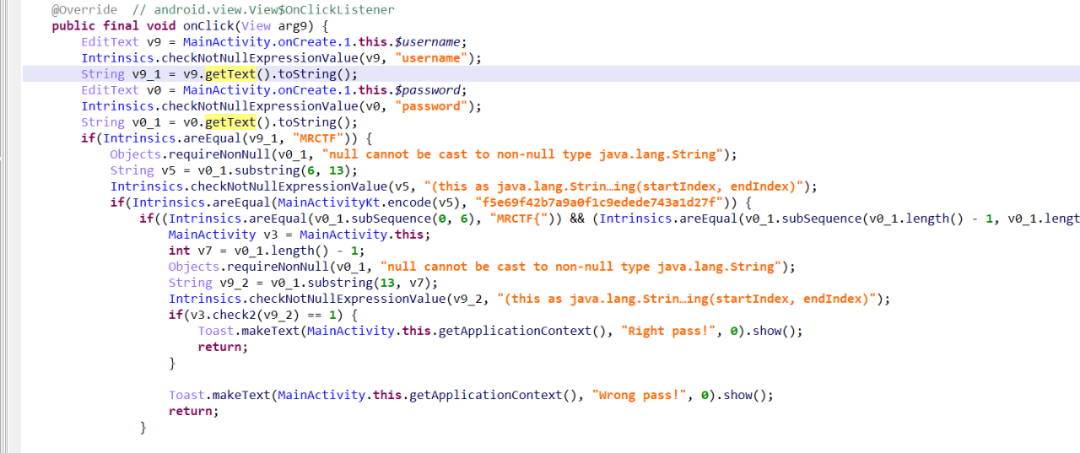 @Override  // android.view.View$OnClickListener
public final void onClick(View arg9) {
    EditText v9 = MainActivity.onCreate.1.this.$username;
    Intrinsics.checkNotNullExpressionValue(v9, "username");
    String v9_1 = v9.getText().toString();
    EditText v0 = MainActivity.onCreate.1.this.$password;
    Intrinsics.checkNotNullExpressionValue(v0, "password");
    String v0_1 = v0.getText().toString();
    if(Intrinsics.areEqual(v9_1, "MRCTF")) {
        Objects.requireNonNull(v0_1, "null cannot be cast to non-null type java.lang.String");
        String v5 = v0_1.substring(6, 13);
        Intrinsics.checkNotNullExpressionValue(v5, "(this as java.lang.Strin…ing(startIndex, endIndex)");
        if(Intrinsics.areEqual(MainActivityKt.encode(v5), "f5e69f42b7a9a0f1c9edede743a1d27f")) {
            if((Intrinsics.areEqual(v0_1.subSequence(0, 6), "MRCTF{")) && (Intrinsics.areEqual(v0_1.subSequence(v0_1.length() - 1, v0_1.lengt
                MainActivity v3 = MainActivity.this;
                int v7 = v0_1.length() - 1;
                Objects.requireNonNull(v0_1, "null cannot be cast to non-null type java.lang.String");
                String v9_2 = v0_1.substring(13, v7);
                Intrinsics.checkNotNullExpressionValue(v9_2, "(this as java.lang.Strin…ing(startIndex, endIndex)");
                if(v3.check2(v9_2) == 1) {
                    Toast.makeText(MainActivity.this.getApplicationContext(), "Right pass!", 0).show();
                    return;
                }
                Toast.makeText(MainActivity.this.getApplicationContext(), "Wrong pass!", 0).show();
                return;
            }